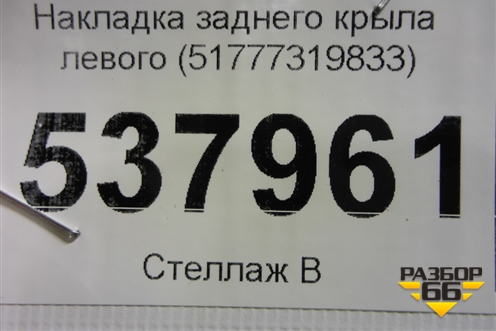 Накладка заднего крыла
левого (51777319833)
537961
Стеллаж В
РАЗБОР
66